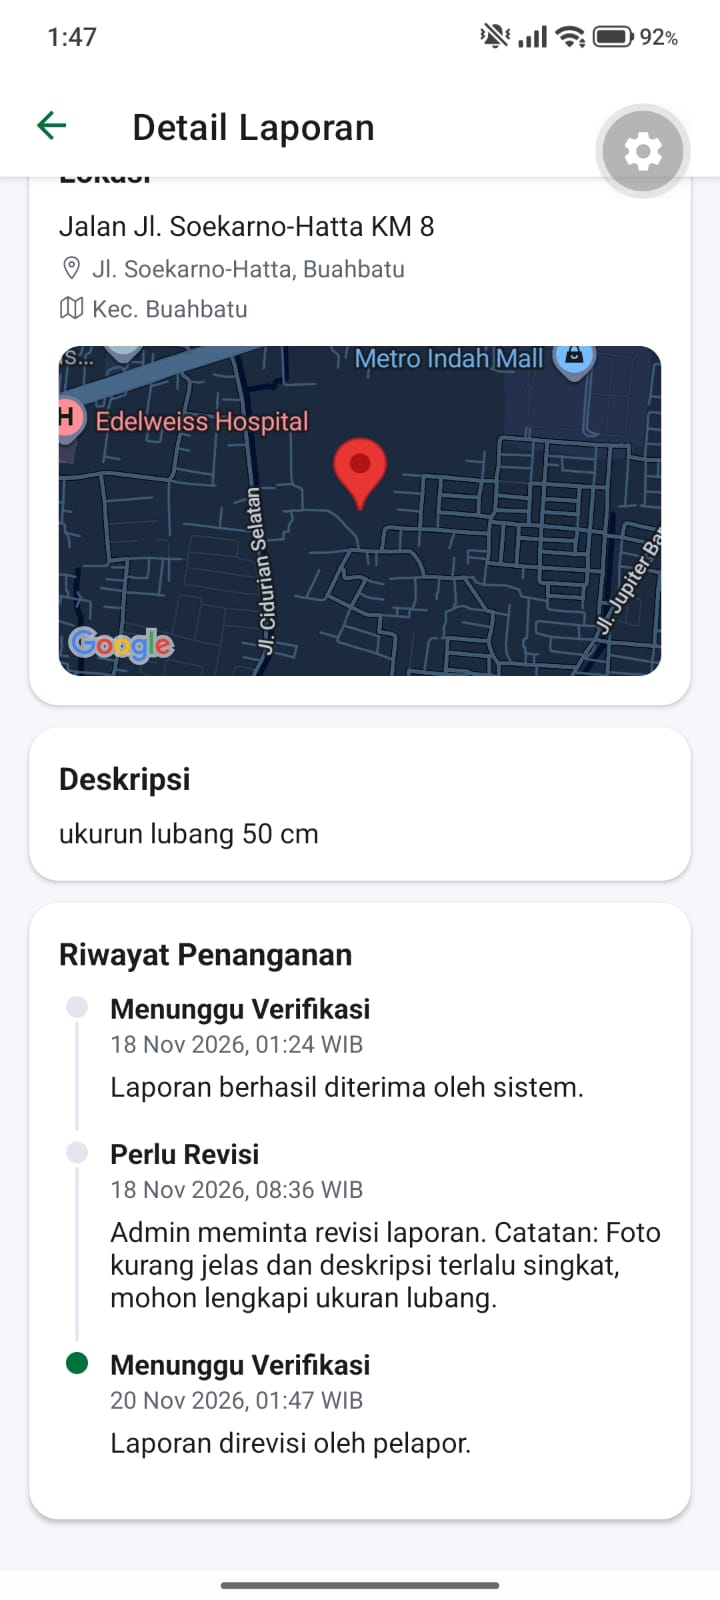 1:47
92%
Detail Laporan
Lokasi
Jalan Jl. Soekarno-Hatta KM 8
Jl. Soekarno-Hatta, Buahbatu
Kec. Buahbatu
s...
Metro Indah Mall
H
Edelweiss Hospital
Jl. Cidurian Selatan
Jl. Jupiter Ba
Google
Deskripsi
ukurun lubang 50 cm
Riwayat Penanganan
Menunggu Verifikasi
18 Nov 2026, 01:24 WIB
Laporan berhasil diterima oleh sistem.
Perlu Revisi
18 Nov 2026, 08:36 WIB
Admin meminta revisi laporan. Catatan: Foto
kurang jelas dan deskripsi terlalu singkat,
mohon lengkapi ukuran lubang.
Menunggu Verifikasi
20 Nov 2026, 01:47 WIB
Laporan direvisi oleh pelapor.